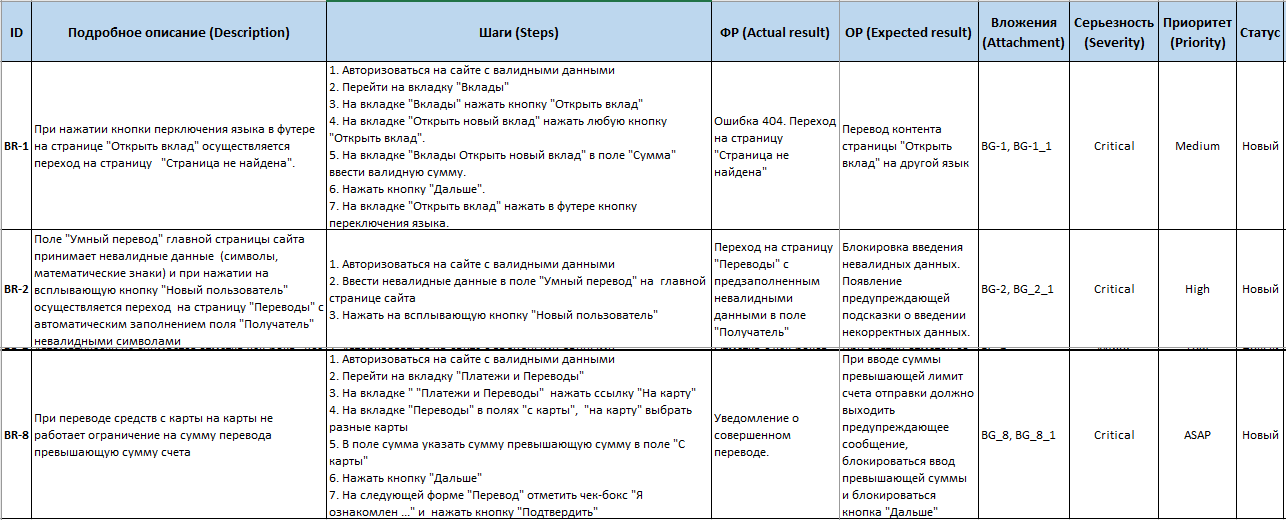 ID
Подробное описание (Description)
Шаги (Steps)
ФР (Actual result)
ОР (Expected result)
Вложения
(Attachment)
Серьезность
(Severity)
Приоритет
(Priority)
Статус
BR-1
При нажатии кнопки перключения языка в футере
на странице "Открыть вклад" осуществляется
переход на страницу "Страница не найдена".
1. Авторизоваться на сайте с валидными данными
2. Перейти на вкладку "Вклады"
3. На вкладке "Вклады" нажать кнопку "Открыть вклад"
4. На вкладке "Открыть новый вклад" нажать любую кнопку
"Открыть вклад".
5. На вкладке "Вклады Открыть новый вклад" в поле "Сумма"
ввести валидную сумму.
6. Нажать кнопку "Дальше".
7. На вкладке "Открыть вклад" нажать в футере кнопку
переключения языка.
Ошибка 404. Переход
на страницу
"Страница не
найдена"
Перевод контента
страницы "Открыть
вклад" на другой язык
BG-1, BG-1_1
Critical
Medium
Новый
BR-2
Поле "Умный перевод" главной страницы сайта
принимает невалидные данные (символы,
математические знаки) и при нажатии на
всплывающую кнопку "Новый пользователь"
осуществляется переход на страницу "Переводы" с
автоматическим заполнением поля "Получатель"
невалидными символами
1. Авторизоваться на сайте с валидными данными
2. Ввести невалидные данные в поле "Умный перевод" на главной
странице сайта
3. Нажать на всплывающую кнопку "Новый пользователь"
Переход на страницу
"Переводы" с
предзаполненным
невалидными
данными в поле
"Получатель"
Блокировка введения
невалидных данных.
Появление
предупреждающей
подсказки о введении
некорректных данных.
BG-2, BG_2_1
Critical
High
Новый
BR-8
При переводе средств с карты на карты не
работает ограничение на сумму перевода
превышающую сумму счета
1. Авторизоваться на сайте с валидными данными
2. Перейти на вкладку "Платежи и Переводы"
3. На вкладке " "Платежи и Переводы" нажать ссылку "На карту"
4. На вкладке "Переводы" в полях "с карты", "на карту" выбрать
разные карты
5. В поле сумма указать сумму превышающую сумму в поле "С
карты"
6. Нажать кнопку "Дальше"
7. На следующей форме "Перевод" отметить чек-бокс "Я
ознакомлен ..." и нажать кнопку "Подтвердить"
Уведомление о
совершенном
переводе.
При вводе суммы
превышающей лимит
счета отправки должно
выходить
предупреждающее
сообщение,
блокироваться ввод
превышающей суммы
и блокироваться
кнопка "Дальше"
BG_8, BG_8_1
Critical
ASAP
Новый